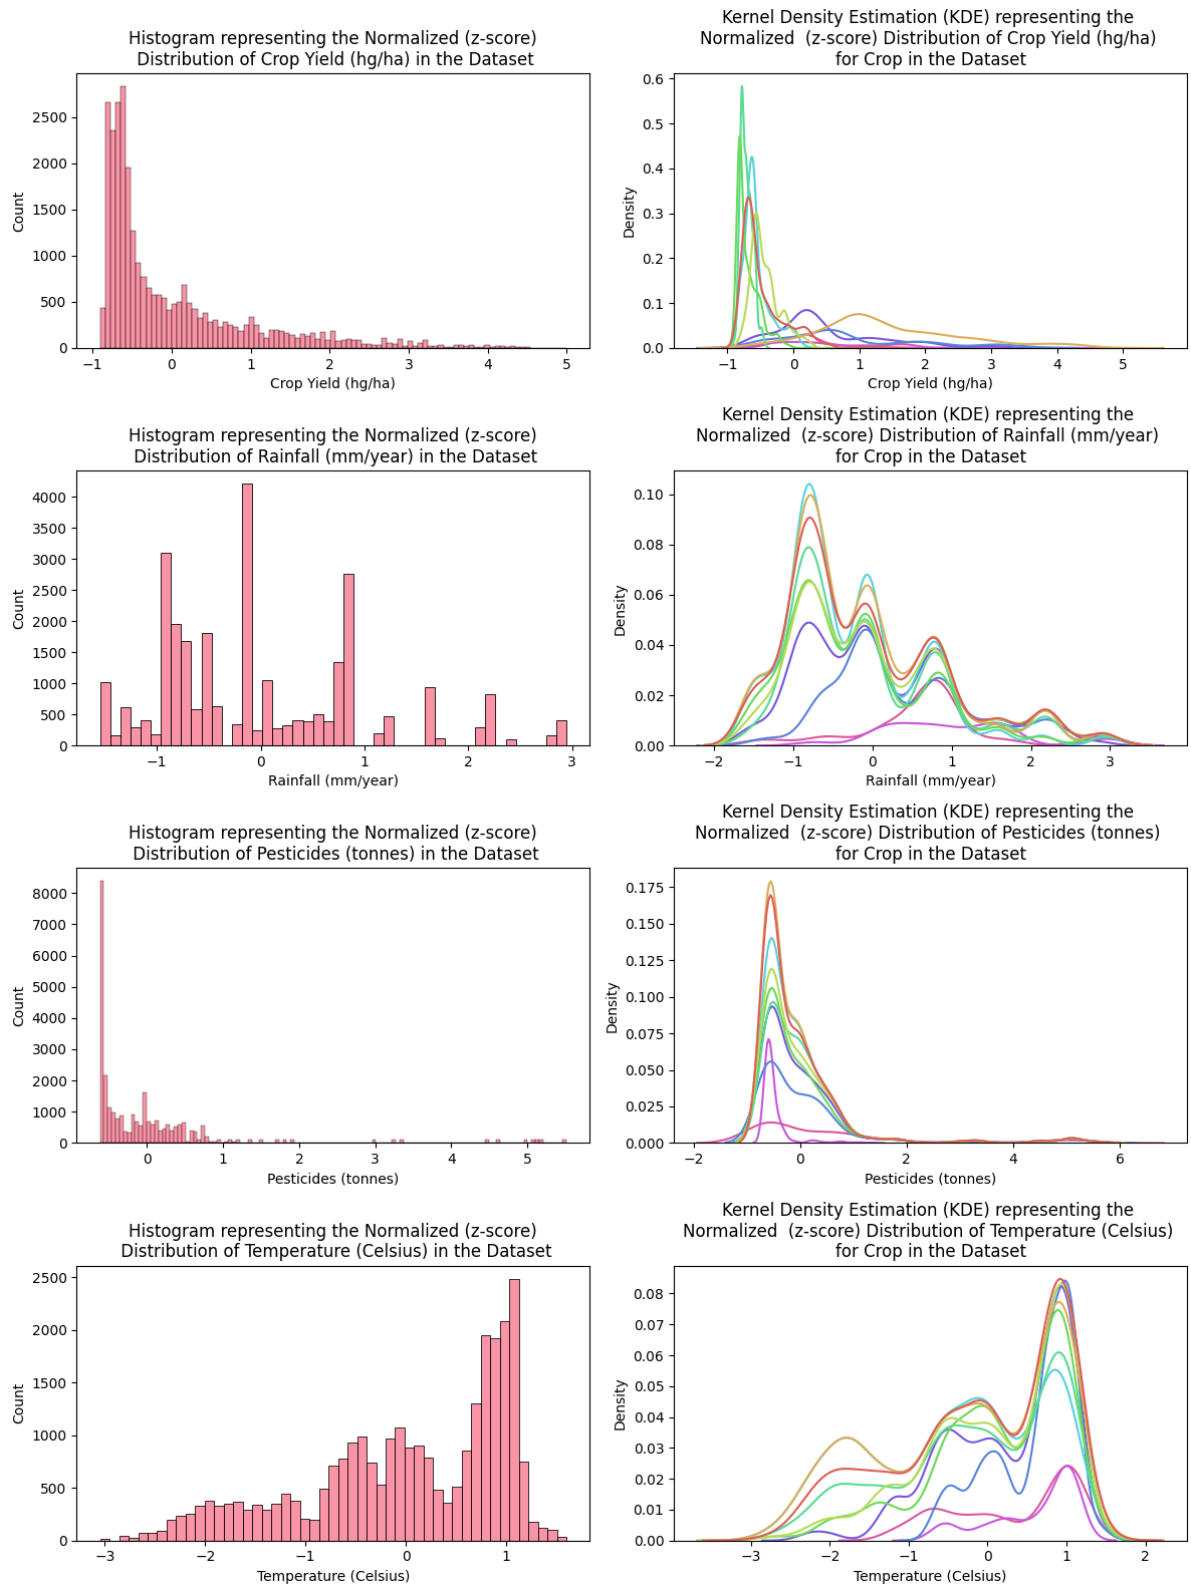 Histogram representing the Normalized (z-score)
Distribution of Crop Yield (hg/ha) in the Dataset
Count
2500
2000
1500
1000
500
0
−1 0 1 2 3 4 5
Crop Yield (hg/ha)
Kernel Density Estimation (KDE) representing the
Normalized (z-score) Distribution of Crop Yield (hg/ha)
for Crop in the Dataset
Density
0.6
0.5
0.4
0.3
0.2
0.1
0.0
−1 0 1 2 3 4 5
Crop Yield (hg/ha)
Histogram representing the Normalized (z-score)
Distribution of Rainfall (mm/year) in the Dataset
Count
4000
3500
3000
2500
2000
1500
1000
500
0
−1 0 1 2 3
Rainfall (mm/year)
Kernel Density Estimation (KDE) representing the
Normalized (z-score) Distribution of Rainfall (mm/year)
for Crop in the Dataset
Density
0.10
0.08
0.06
0.04
0.02
0.00
−2 −1 0 1 2 3
Rainfall (mm/year)
Histogram representing the Normalized (z-score)
Distribution of Pesticides (tonnes) in the Dataset
Count
8000
7000
6000
5000
4000
3000
2000
1000
0
0 1 2 3 4 5
Pesticides (tonnes)
Kernel Density Estimation (KDE) representing the
Normalized (z-score) Distribution of Pesticides (tonnes)
for Crop in the Dataset
Density
0.175
0.150
0.125
0.100
0.075
0.050
0.025
0.000
−2 0 2 4 6
Pesticides (tonnes)
Histogram representing the Normalized (z-score)
Distribution of Temperature (Celsius) in the Dataset
Count
2500
2000
1500
1000
500
0
−3 −2 −1 0 1
Temperature (Celsius)
Kernel Density Estimation (KDE) representing the
Normalized (z-score) Distribution of Temperature (Celsius)
for Crop in the Dataset
Density
0.08
0.07
0.06
0.05
0.04
0.03
0.02
0.01
0.00
−3 −2 −1 0 1 2
Temperature (Celsius)